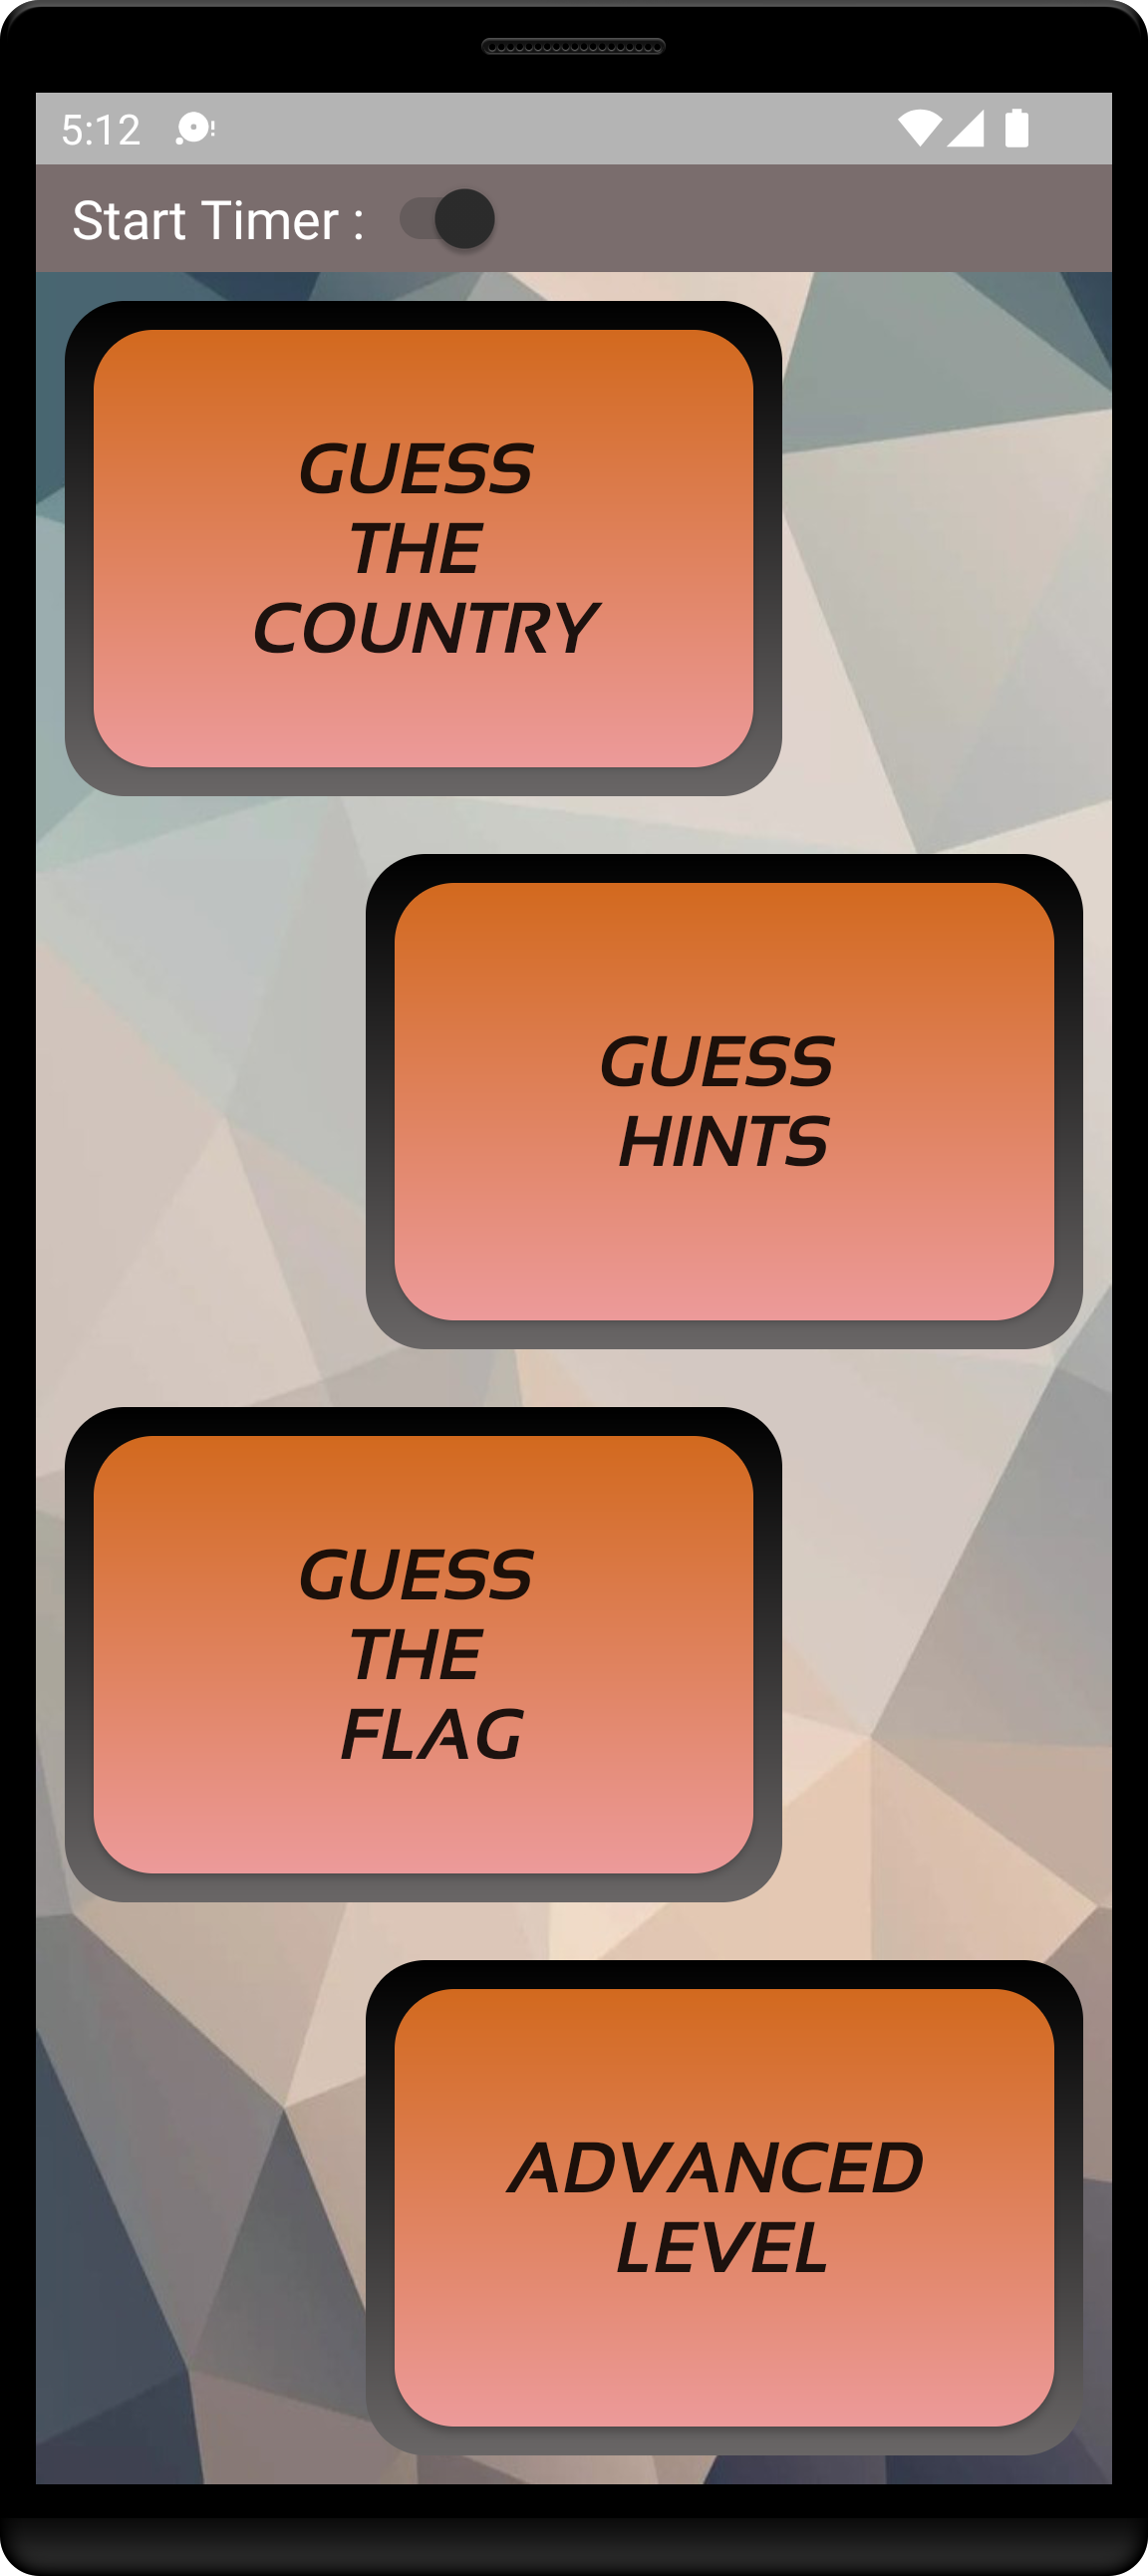 5:12
Start Timer :
GUESS
THE
COUNTRY
GUESS
HINTS
GUESS
THE
FLAG
ADVANCED
LEVEL